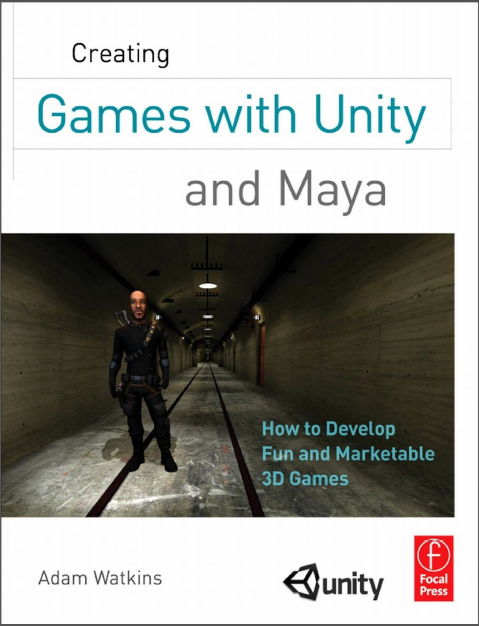 Creating
Games with Unity
and Maya
How to Develop
Fun and Marketable
3D Games
Adam Watkins
unity
f
Focal
Press